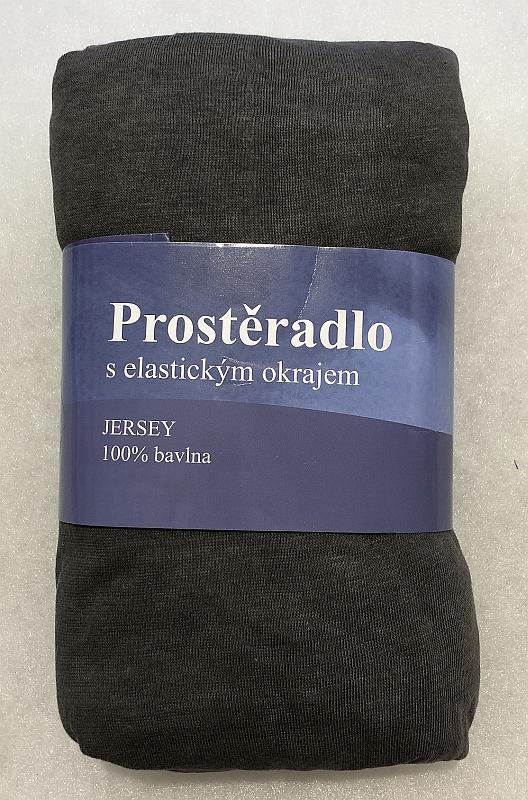 Prostěradlo
s elastickým okrajem
JERSEY
100% bavlna